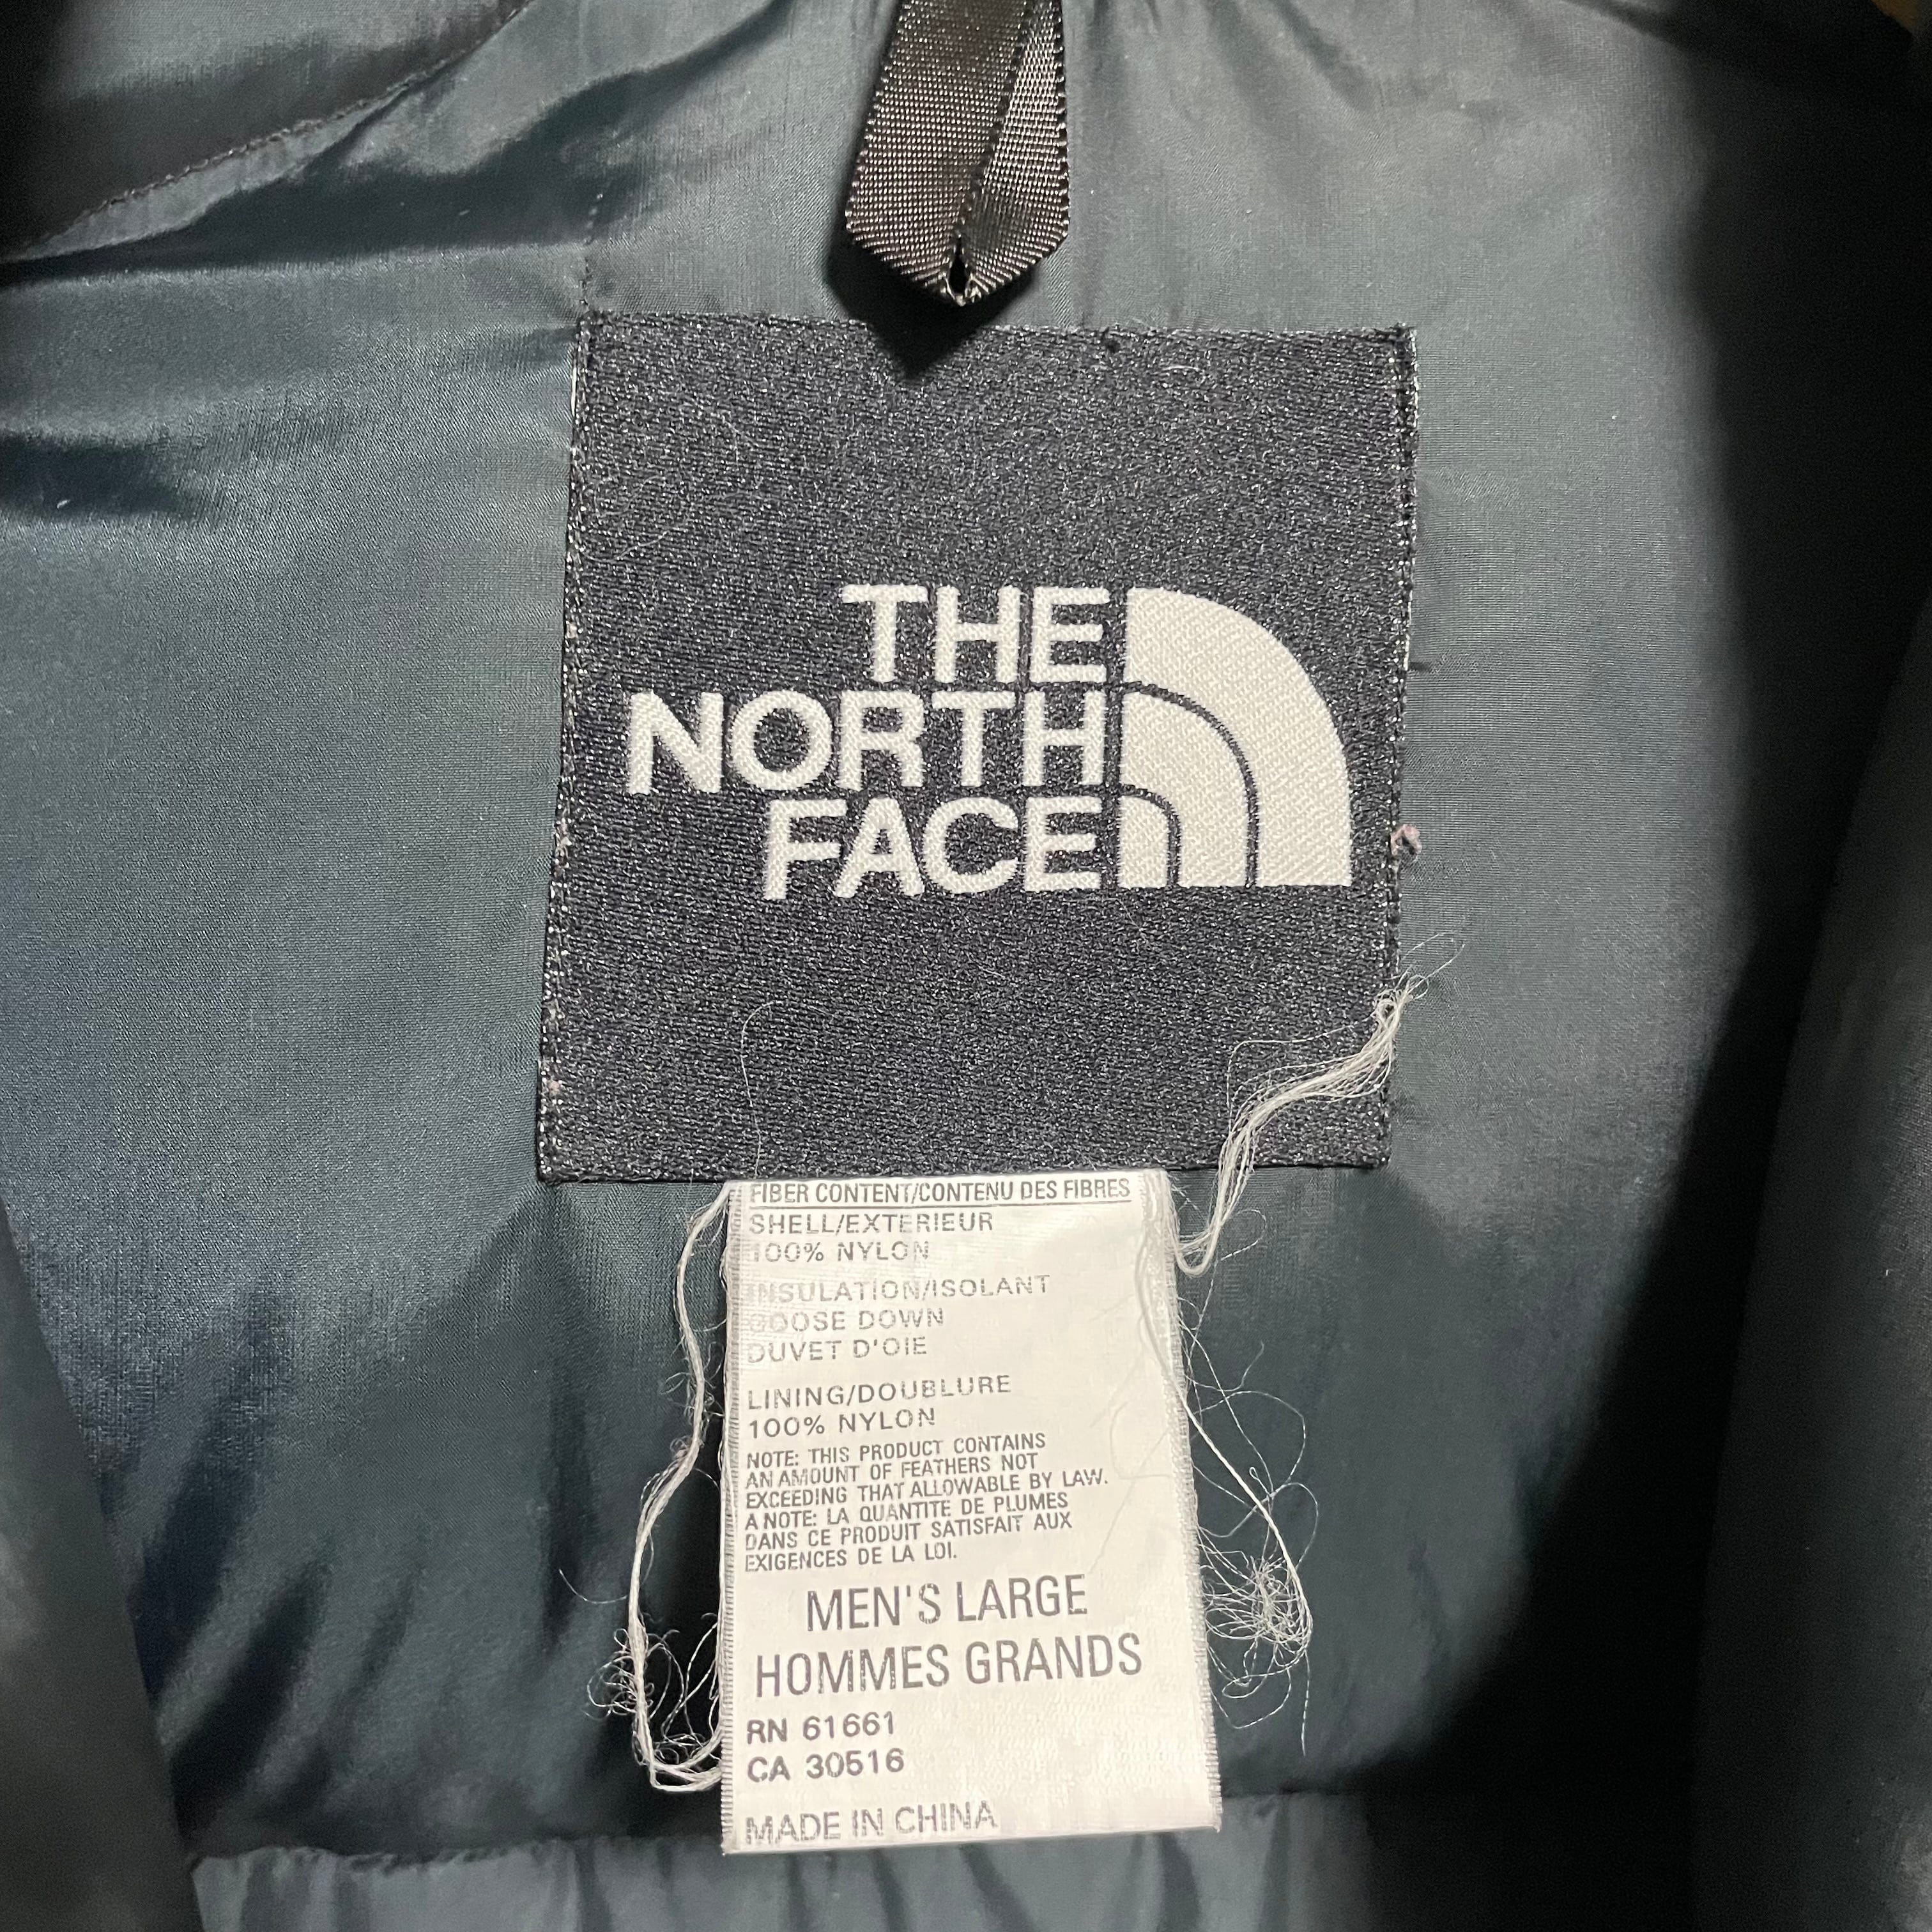 THE
NORTH
FACE
FIBER CONTENT/CONTENU DES FIBRES
SHELL/EXTERIEUR
100% NYLON
INSULATION/ISOLANT
GOOSE DOWN
DUVET D'OIE
LINING/DOUBLURE
100% NYLON
NOTE: THIS PRODUCT CONTAINS
AN AMOUNT OF FEATHERS NOT
EXCEEDING THAT ALLOWABLE BY LAW.
A NOTE: LA QUANTITE DE PLUMES
DANS CE PRODUIT SATISFAIT AUX
EXIGENCES DE LA LOI.
MEN'S LARGE
HOMMES GRANDS
RN 61661
CA 30516
MADE IN CHINA